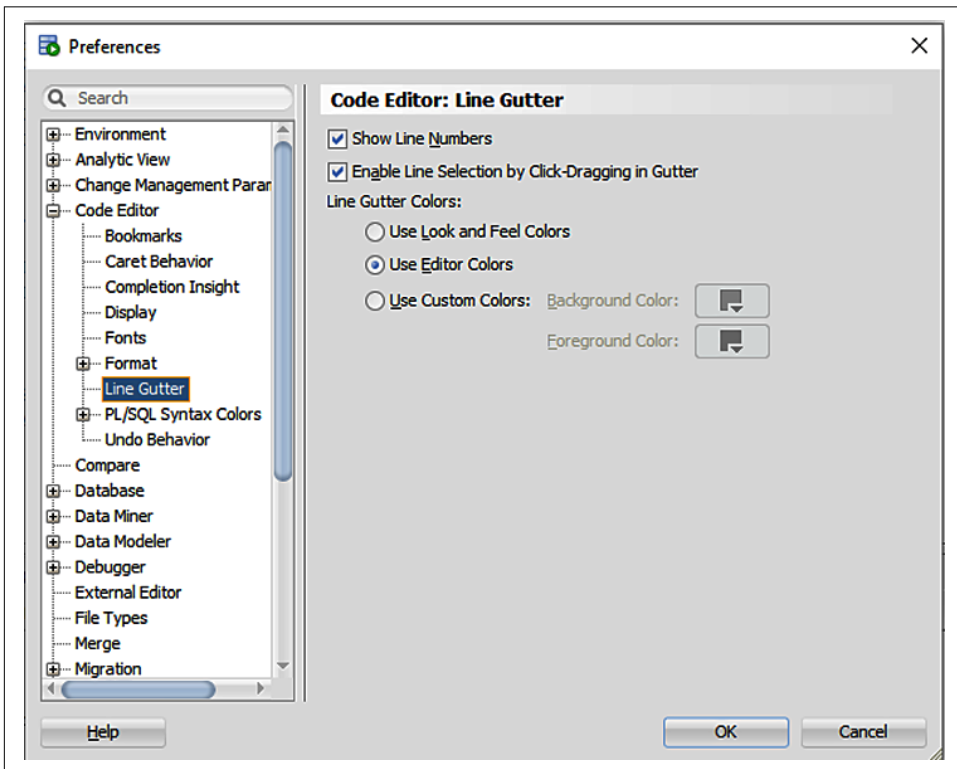 Preferences
Search
Environment
Analytic View
Change Management Paran
Code Editor
Bookmarks
Caret Behavior
Completion Insight
Display
Fonts
Format
Line Gutter
PL/SQL Syntax Colors
Undo Behavior
Compare
Database
Data Miner
Data Modeler
Debugger
External Editor
File Types
Merge
Migration
Code Editor: Line Gutter
Show Line Numbers
Enable Line Selection by Click-Dragging in Gutter
Line Gutter Colors:
Use Look and Feel Colors
Use Editor Colors
Use Custom Colors: Background Color:
Foreground Color:
Help OK Cancel